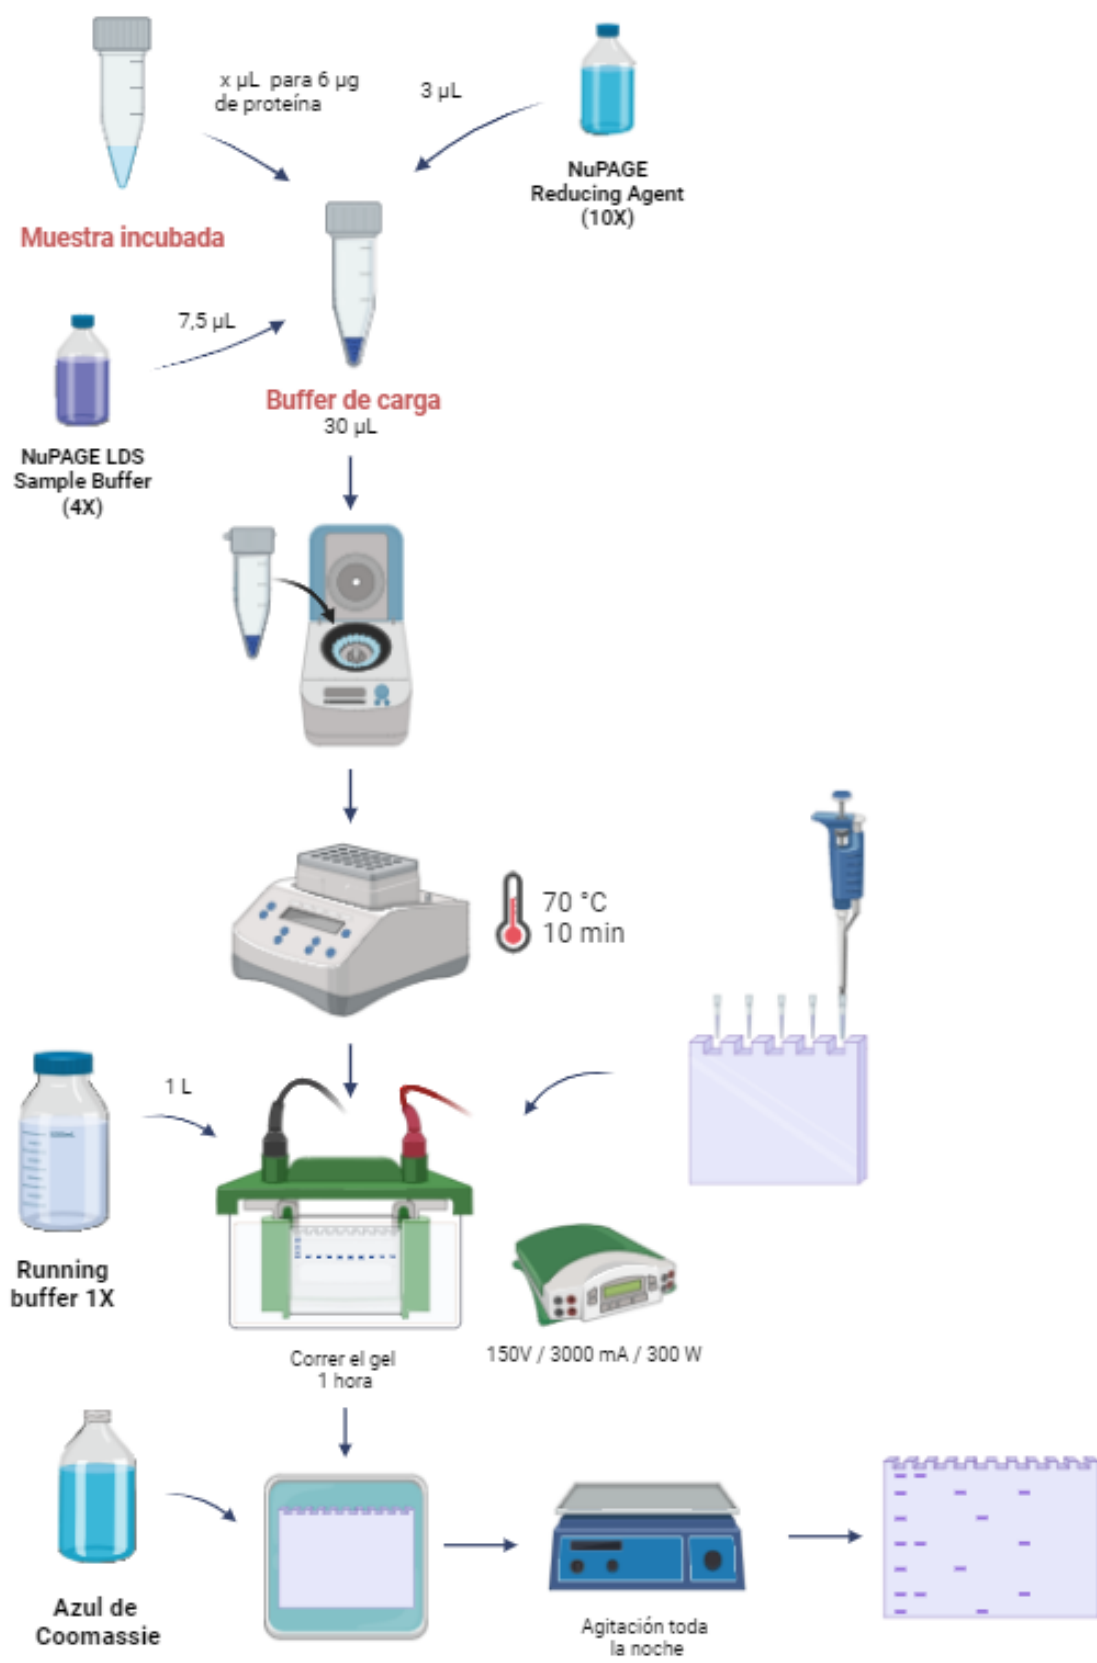 x µL para 6 µg
de proteína
3 µL
NuPAGE
Reducing Agent
(10X)
Muestra incubada
7,5 µL
Buffer de carga
30 µL
NuPAGE LDS
Sample Buffer
(4X)
70 °C
10 min
1 L
Running
buffer 1X
Correr el gel
1 hora
150V / 3000 mA / 300 W
Azul de
Coomassie
Agitación toda
la noche